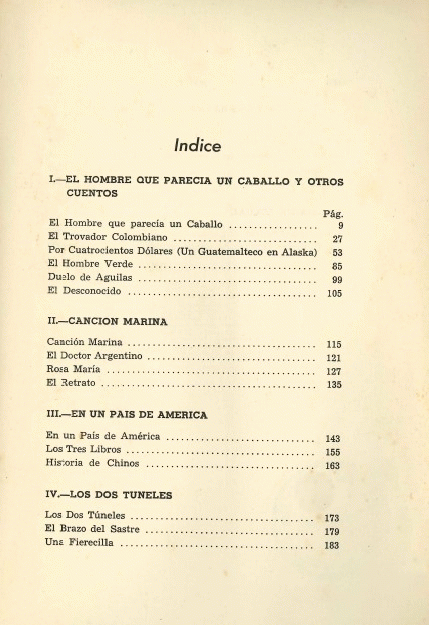 Indice
I.—EL HOMBRE QUE PARECIA UN CABALLO Y OTROS
CUENTOS
Pág.
El Hombre que parecía un Caballo ................. 9
El Trovador Colombiano ........................... 27
Por Cuatrocientos Dólares (Un Guatemalteco en Alaska) 53
El Hombre Verde .................................. 85
Duelo de Aguilas ................................. 99
El Desconocido ................................... 105
II.—CANCION MARINA
Canción Marina ................................... 115
El Doctor Argentino .............................. 121
Rosa María ....................................... 127
El Retrato ....................................... 135
III.—EN UN PAIS DE AMERICA
En un País de América ............................ 143
Los Tres Libros .................................. 155
Historia de Chinos ............................... 163
IV.—LOS DOS TUNELES
Los Dos Túneles .................................. 173
El Brazo del Sastre .............................. 179
Una Fierecilla ................................... 183